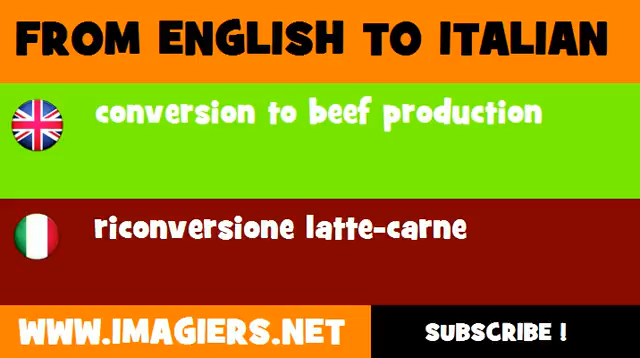 FROM ENGLISH TO ITALIAN
conversion to beef production
riconversione latte-carne
WWW.IMAGIERS.NET
SUBSCRIBE !